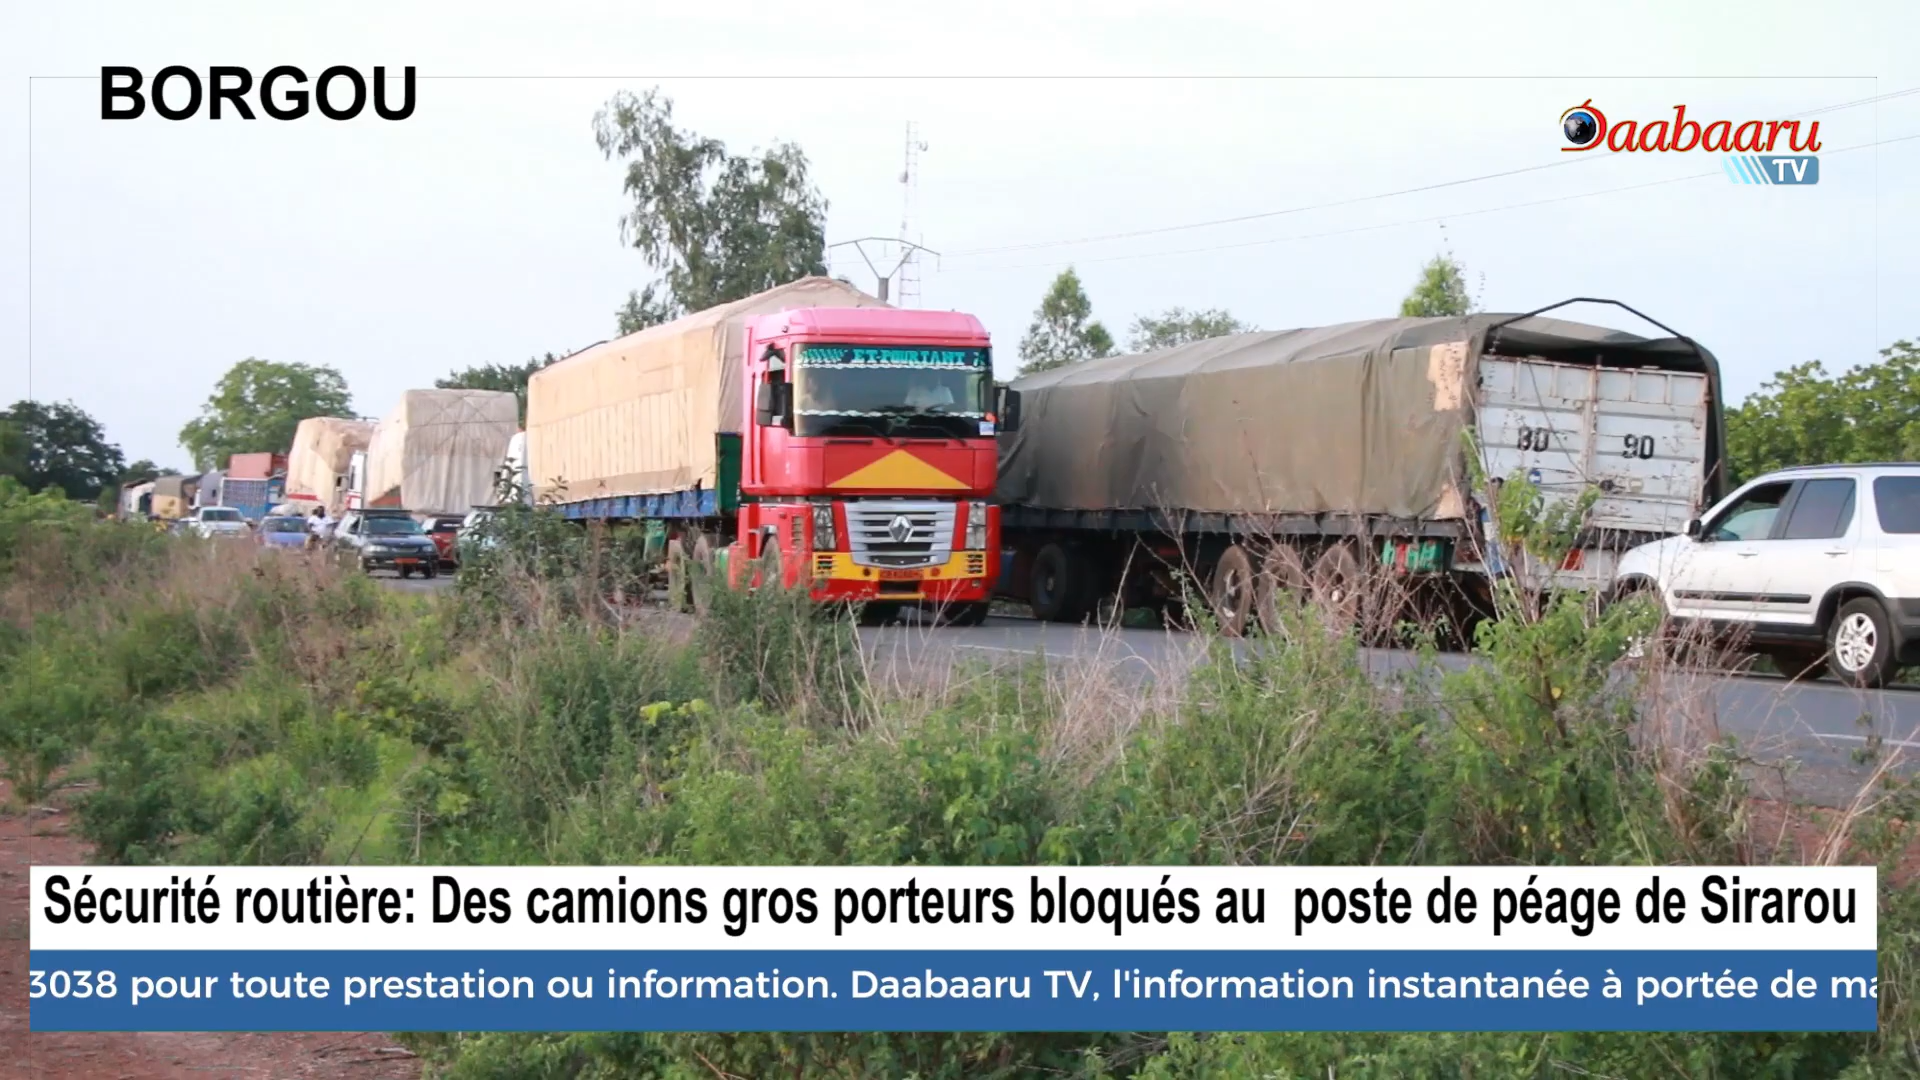 BORGOU
Daabaaru
TV
ET-POURTANT
90
90
Sécurité routière: Des camions gros porteurs bloqués au poste de péage de Sirarou
3038 pour toute prestation ou information. Daabaaru TV, l'information instantanée à portée de ma